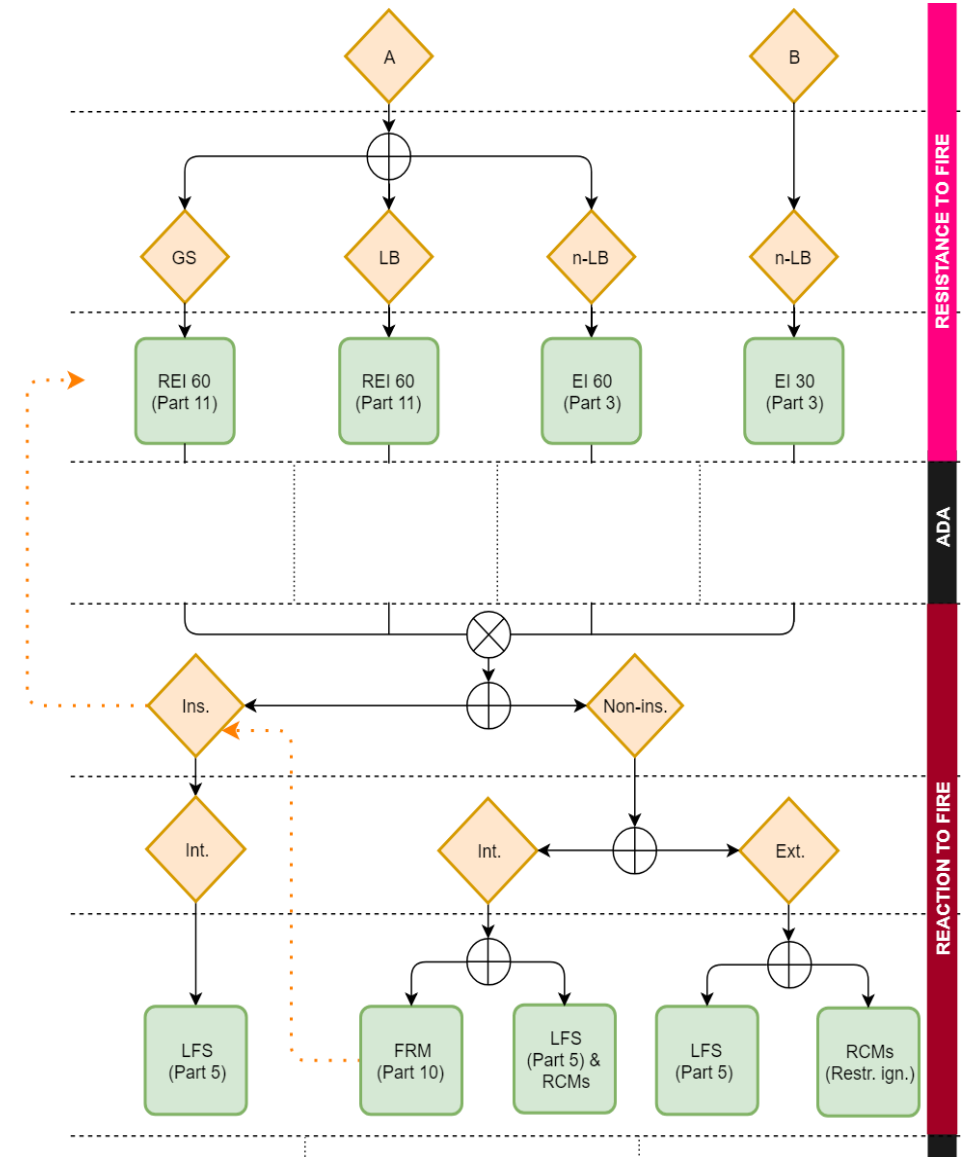 A
B
GS
LB
n-LB
n-LB
REI 60
(Part 11)
REI 60
(Part 11)
EI 60
(Part 3)
EI 30
(Part 3)
RESISTANCE TO FIRE
ADA
Ins.
Non-ins.
Int.
Int.
Ext.
LFS
(Part 5)
FRM
(Part 10)
LFS
(Part 5) &
RCMs
LFS
(Part 5)
RCMs
(Restr. ign.)
REACTION TO FIRE